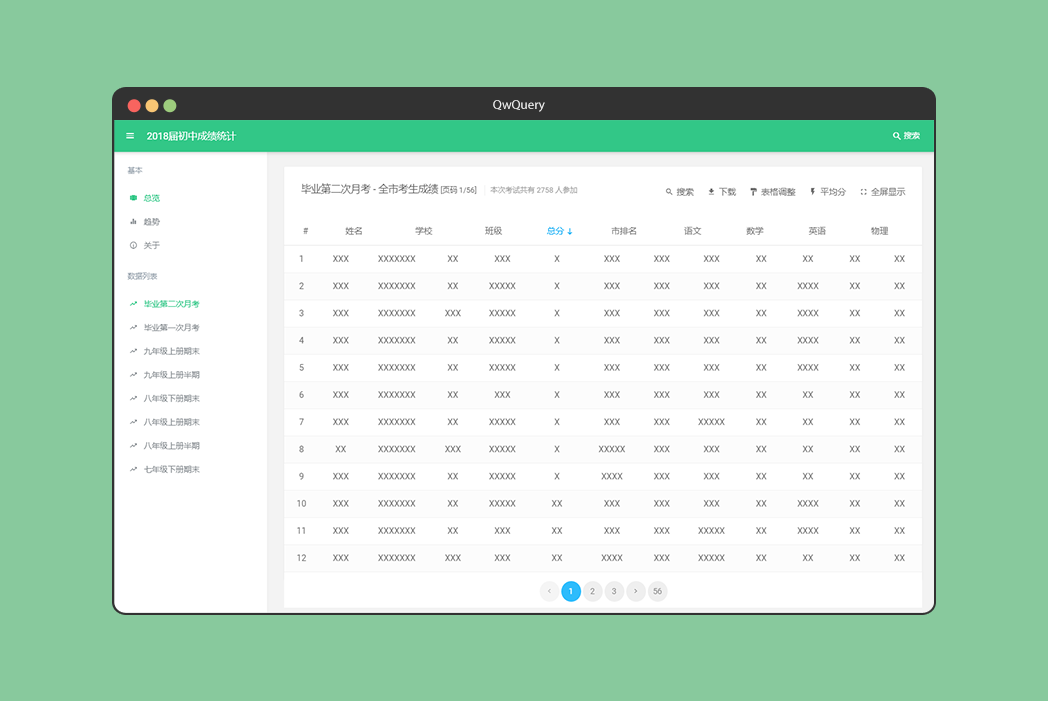 QwQuery
2018届初中成绩统计
搜索
基本
总览
趋势
关于
数据列表
毕业第二次月考
毕业第一次月考
九年级上册期末
九年级上册半期
八年级下册期末
八年级上册期末
八年级上册半期
七年级下册期末
毕业第二次月考 - 全市考生成绩 [页码 1/56] 本次考试共有 2758 人参加
搜索 下载 表格调整 平均分 全屏显示
# 姓名 学校 班级 总分 ↓ 市排名 语文 数学 英语 物理
1 XXX XXXXXXX XX XXX X XXX XXX XXX XX XX XX XX
2 XXX XXXXXXX XX XXXXX X XXX XXX XXX XX XXXX XX XX
3 XXX XXXXXXX XXX XXXXX X XXX XXX XXX XX XXXX XX XX
4 XXX XXXXXXX XX XXXXX X XXX XXX XXX XX XXXX XX XX
5 XXX XXXXXXX XX XXXXX X XXX XXX XXX XX XXXX XX XX
6 XXX XXXXXXX XX XXX X XXX XXX XXX XX XX XX XX
7 XXX XXXXXXX XX XXXXX X XXX XXX XXXXX XX XX XX XX
8 XX XXXXXXX XXX XXXXX X XXXXX XXX XXX XX XX XX XX
9 XXX XXXXXXX XX XXXXX X XXXX XXX XXX XX XX XX XX
10 XXX XXXXXXX XX XXXXX XX XXX XXX XXX XX XXXX XX XX
11 XXX XXXXXXX XX XXX XX XXX XXX XXXXX XX XXXX XX XX
12 XXX XXXXXXX XXX XXX XX XXXX XXX XXXXX XX XX XX XX
‹ 1 2 3 › 56